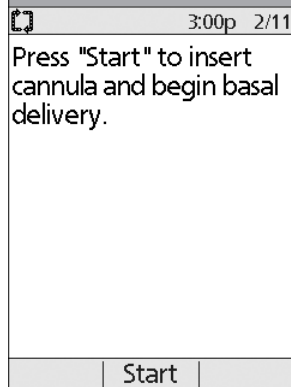 3:00p 2/11
Press "Start" to insert
cannula and begin basal
delivery.
Start